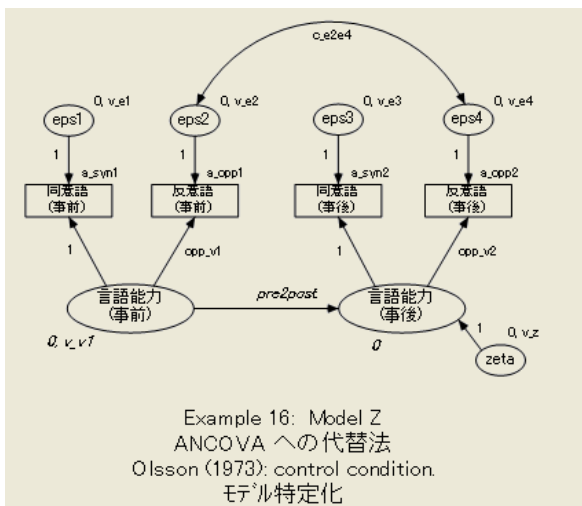 c_e2e4
0, v_e1
0, v_e2
0, v_e3
0, v_e4
eps1
eps2
eps3
eps4
1
1
1
1
a_syn1
a_opp1
a_syn2
a_opp2
同意語
(事前)
反意語
(事前)
同意語
(事後)
反意語
(事後)
1
opp_v1
1
opp_v2
言語能力
(事前)
pre2post
言語能力
(事後)
0, v_v1
0
1
0, v_z
zeta
Example 16: Model Z
ANCOVA への代替法
Olsson (1973): control condition.
モデル特定化